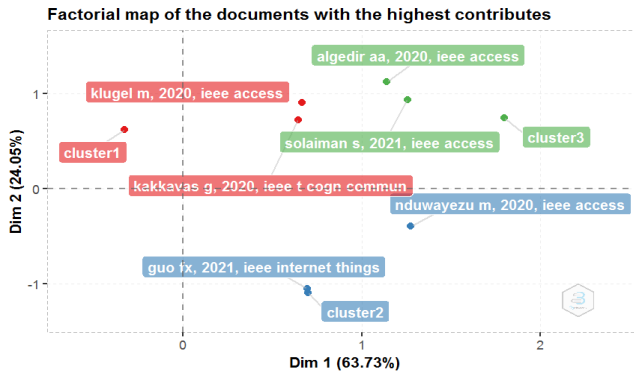 Factorial map of the documents with the highest contributes
algedir aa, 2020, ieee access
klugel m, 2020, ieee access
cluster1
solaiman s, 2021, ieee access
cluster3
kakkavas g, 2020, ieee t cogn commun
nduwayezu m, 2020, ieee access
guo fx, 2021, ieee internet things
cluster2
1
0
-1
0
1
2
Dim 2 (24.05%)
Dim 1 (63.73%)